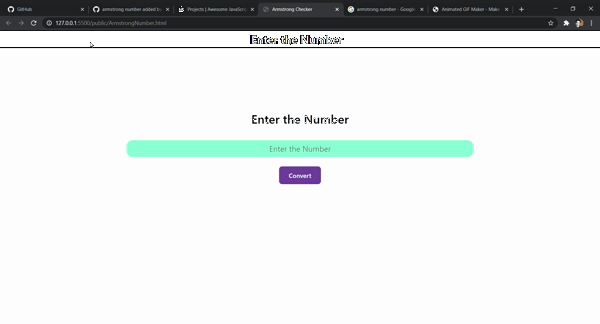 GitHub
armstrong number added b
Projects | Awesome JavaScri
Armstrong Checker
armstrong number - Google
Animated GIF Maker - Make
127.0.0.1:5500/public/ArmstrongNumber.html
Enter the Number
Enter the Number
Enter the Number
Convert